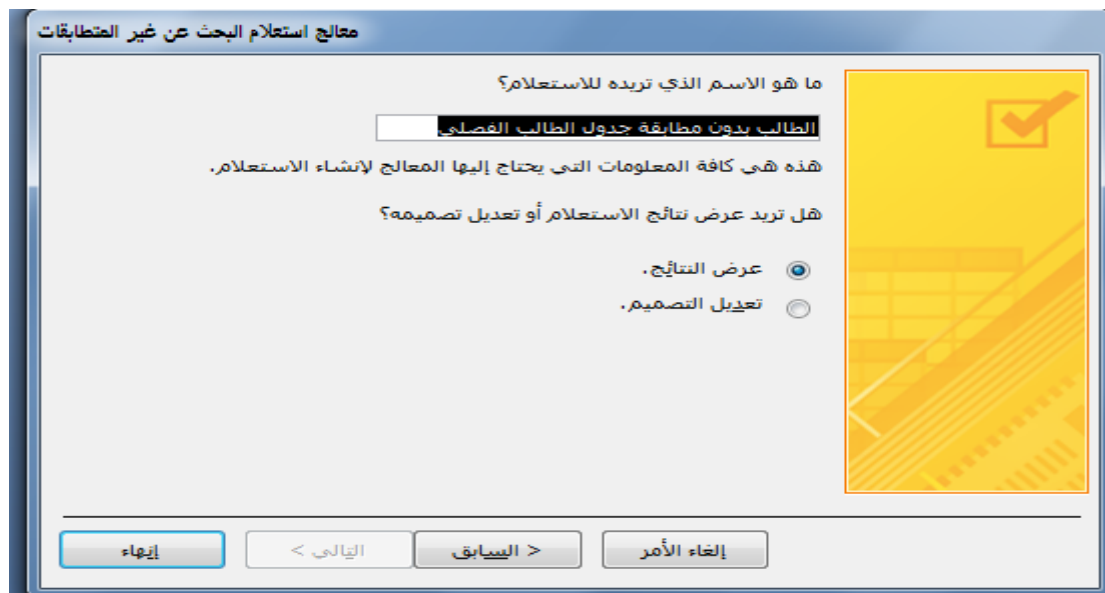 معالج استعلام البحث عن غير المتطابقات
ما هو الاسم الذي تريده للاستعلام؟
الطالب بدون مطابقة جدول الطالب الفصلي
هذه هي كافة المعلومات التي يحتاج إليها المعالج لإنشاء الاستعلام.
هل تريد عرض نتائج الاستعلام أو تعديل تصميمه؟
عرض النتائج.
تعديل التصميم.
إلغاء الأمر
< السابق
التالي >
إنهاء